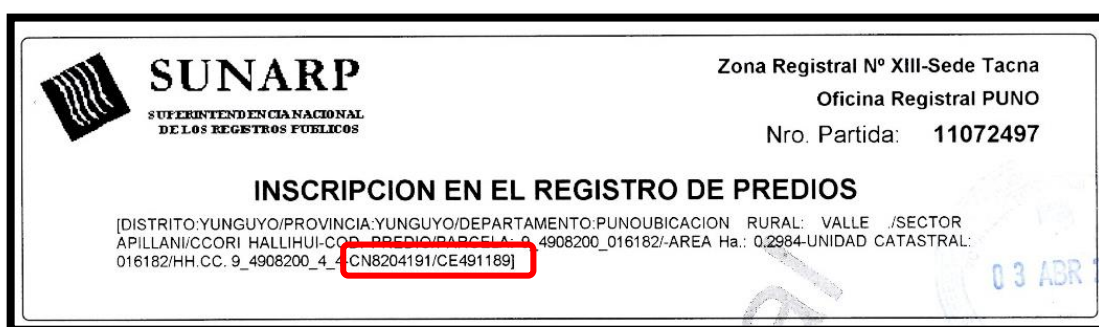 SUNARP
SUPERINTENDENCIA NACIONAL
DE LOS REGISTROS PUBLICOS
Zona Registral Nº XIII-Sede Tacna
Oficina Registral PUNO
Nro. Partida: 11072497
INSCRIPCION EN EL REGISTRO DE PREDIOS
[DISTRITO:YUNGUYO/PROVINCIA:YUNGUYO/DEPARTAMENTO:PUNOUBICACION RURAL: VALLE ./SECTOR
APILLANI/CCORI HALLIHUI-COD. PREDIO/PARCELA: 9_4908200_016182/-AREA Ha.: 0.2984-UNIDAD CATASTRAL:
016182/HH.CC. 9_4908200_4_4-CN8204191/CE491189]
03 ABR